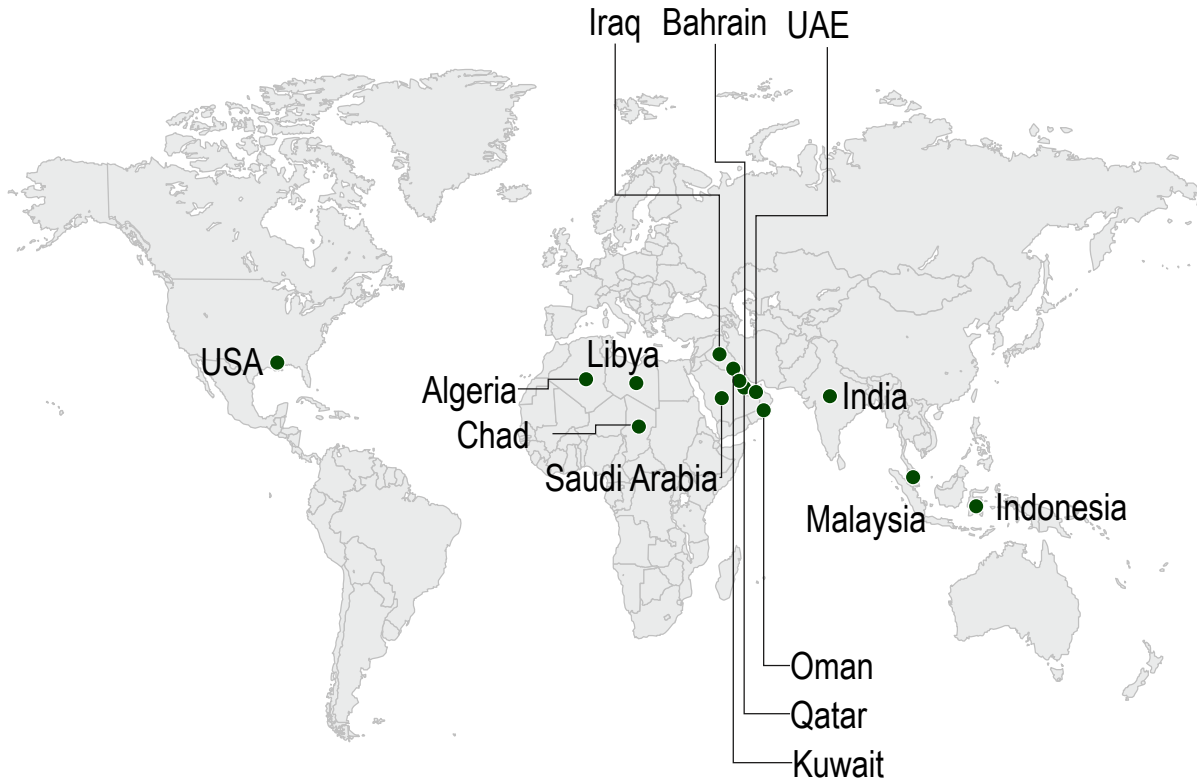 Iraq Bahrain UAE
USA
Libya
Algeria
India
Chad
Saudi Arabia
Indonesia
Malaysia
Oman
Qatar
Kuwait